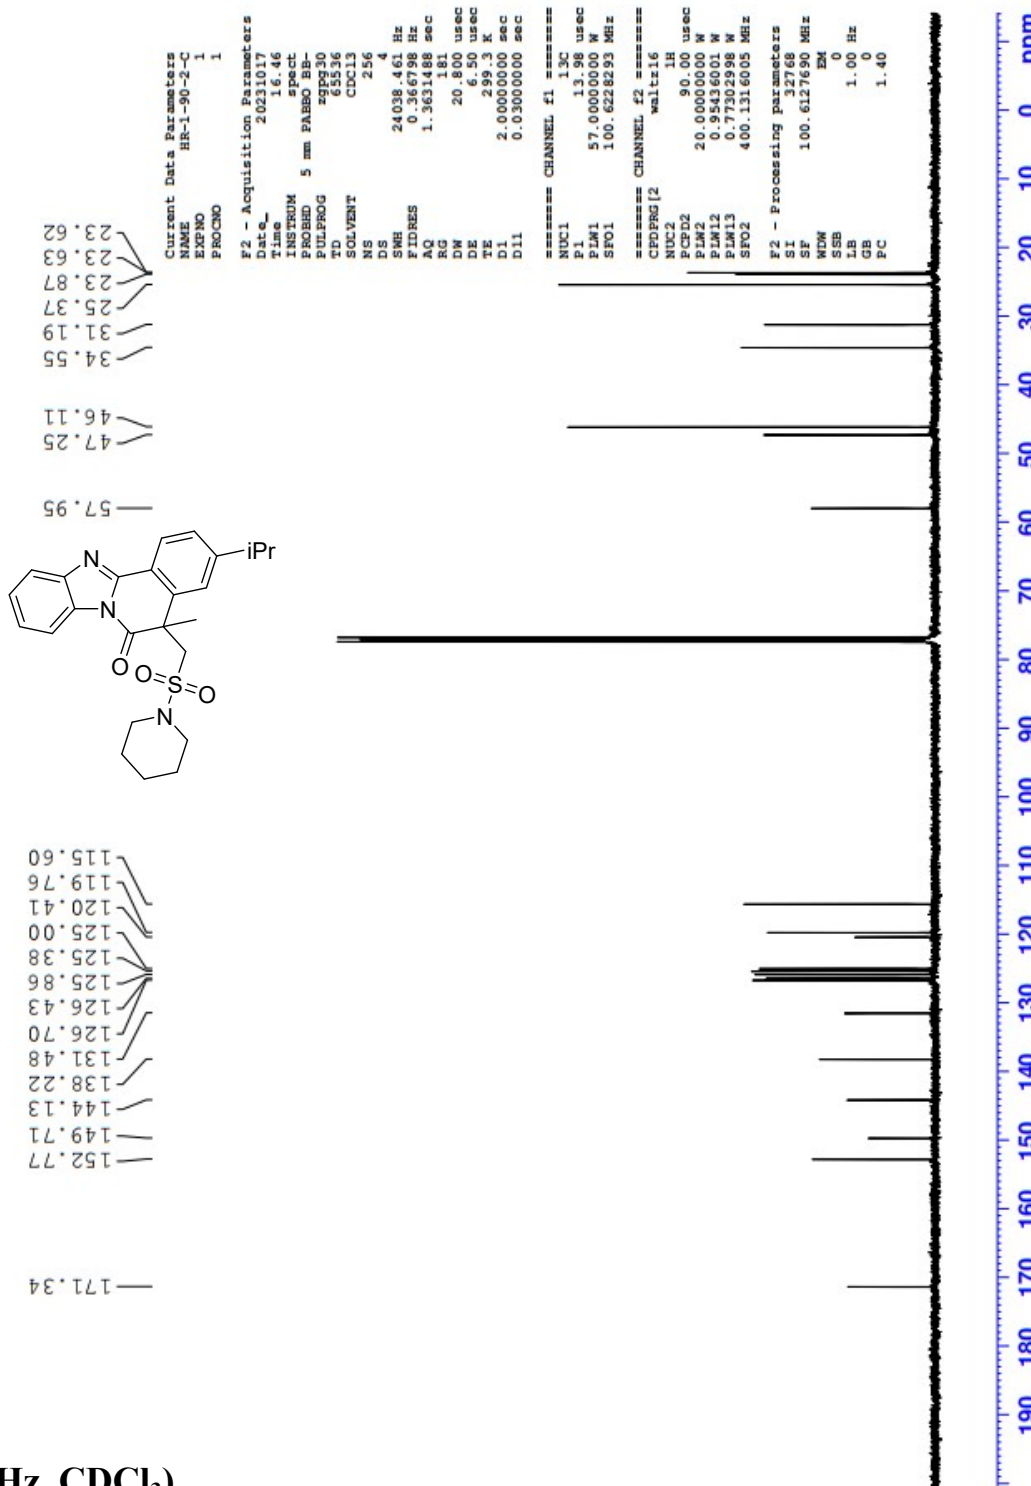 171.34
152.77
149.71
144.13
138.22
131.48
126.70
126.43
125.86
125.38
125.00
120.41
119.76
115.60
57.95
47.25
46.11
34.55
31.19
25.37
23.87
23.63
23.62
N
N
O
iPr
O
S
O
N
Current Data Parameters
NAME HR-1-90-2-C
EXPNO 1
PROCNO 1
F2 - Acquisition Parameters
Date_ 20231017
Time 16.46
INSTRUM spect
PROBHD 5 mm PABBO BB-
PULPROG zgpg30
TD 65536
SOLVENT CDCl3
NS 256
DS 4
SWH 24038.461 Hz
FIDRES 0.366798 Hz
AQ 1.3631488 sec
RG 181
DW 20.800 usec
DE 6.50 usec
TE 299.3 K
D1 2.00000000 sec
D11 0.03000000 sec
======== CHANNEL f1 ========
NUC1 13C
P1 13.98 usec
PLW1 57.00000000 W
SFO1 100.6228293 MHz
======== CHANNEL f2 ========
CPDPRG[2 waltz16
NUC2 1H
PCPD2 90.00 usec
PLW2 20.00000000 W
PLW12 0.95436001 W
PLW13 0.77302998 W
SFO2 400.1316005 MHz
F2 - Processing parameters
SI 32768
SF 100.6127690 MHz
WDW EM
SSB 0
LB 1.00 Hz
GB 0
PC 1.40
190 180 170 160 150 140 130 120 110 100 90 80 70 60 50 40 30 20 10 0 ppm
Hz, CDCl₃)